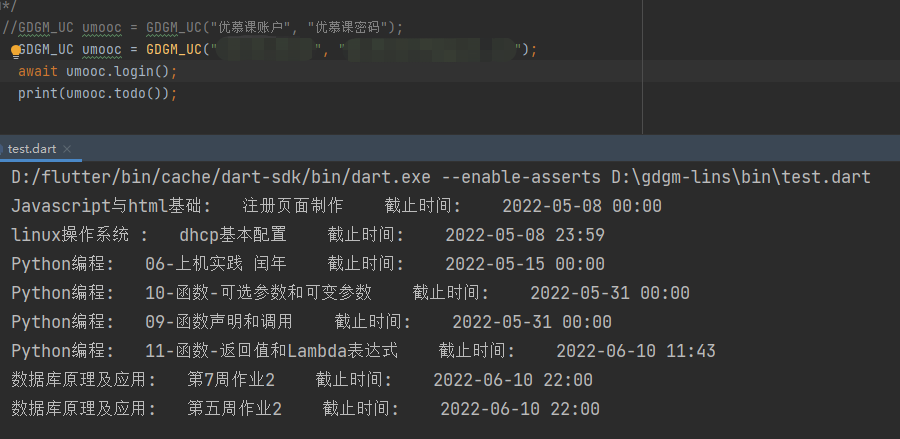 */
//GDGM_UC umooc = GDGM_UC("优慕课账户", "优慕课密码");
GDGM_UC umooc = GDGM_UC("", "");
await umooc.login();
print(umooc.todo());
test.dart ×
D:/flutter/bin/cache/dart-sdk/bin/dart.exe --enable-asserts D:\gdgm-lins\bin\test.dart
Javascript与html基础: 注册页面制作 截止时间: 2022-05-08 00:00
linux操作系统 : dhcp基本配置 截止时间: 2022-05-08 23:59
Python编程: 06-上机实践 闰年 截止时间: 2022-05-15 00:00
Python编程: 10-函数-可选参数和可变参数 截止时间: 2022-05-31 00:00
Python编程: 09-函数声明和调用 截止时间: 2022-05-31 00:00
Python编程: 11-函数-返回值和Lambda表达式 截止时间: 2022-06-10 11:43
数据库原理及应用: 第7周作业2 截止时间: 2022-06-10 22:00
数据库原理及应用: 第五周作业2 截止时间: 2022-06-10 22:00